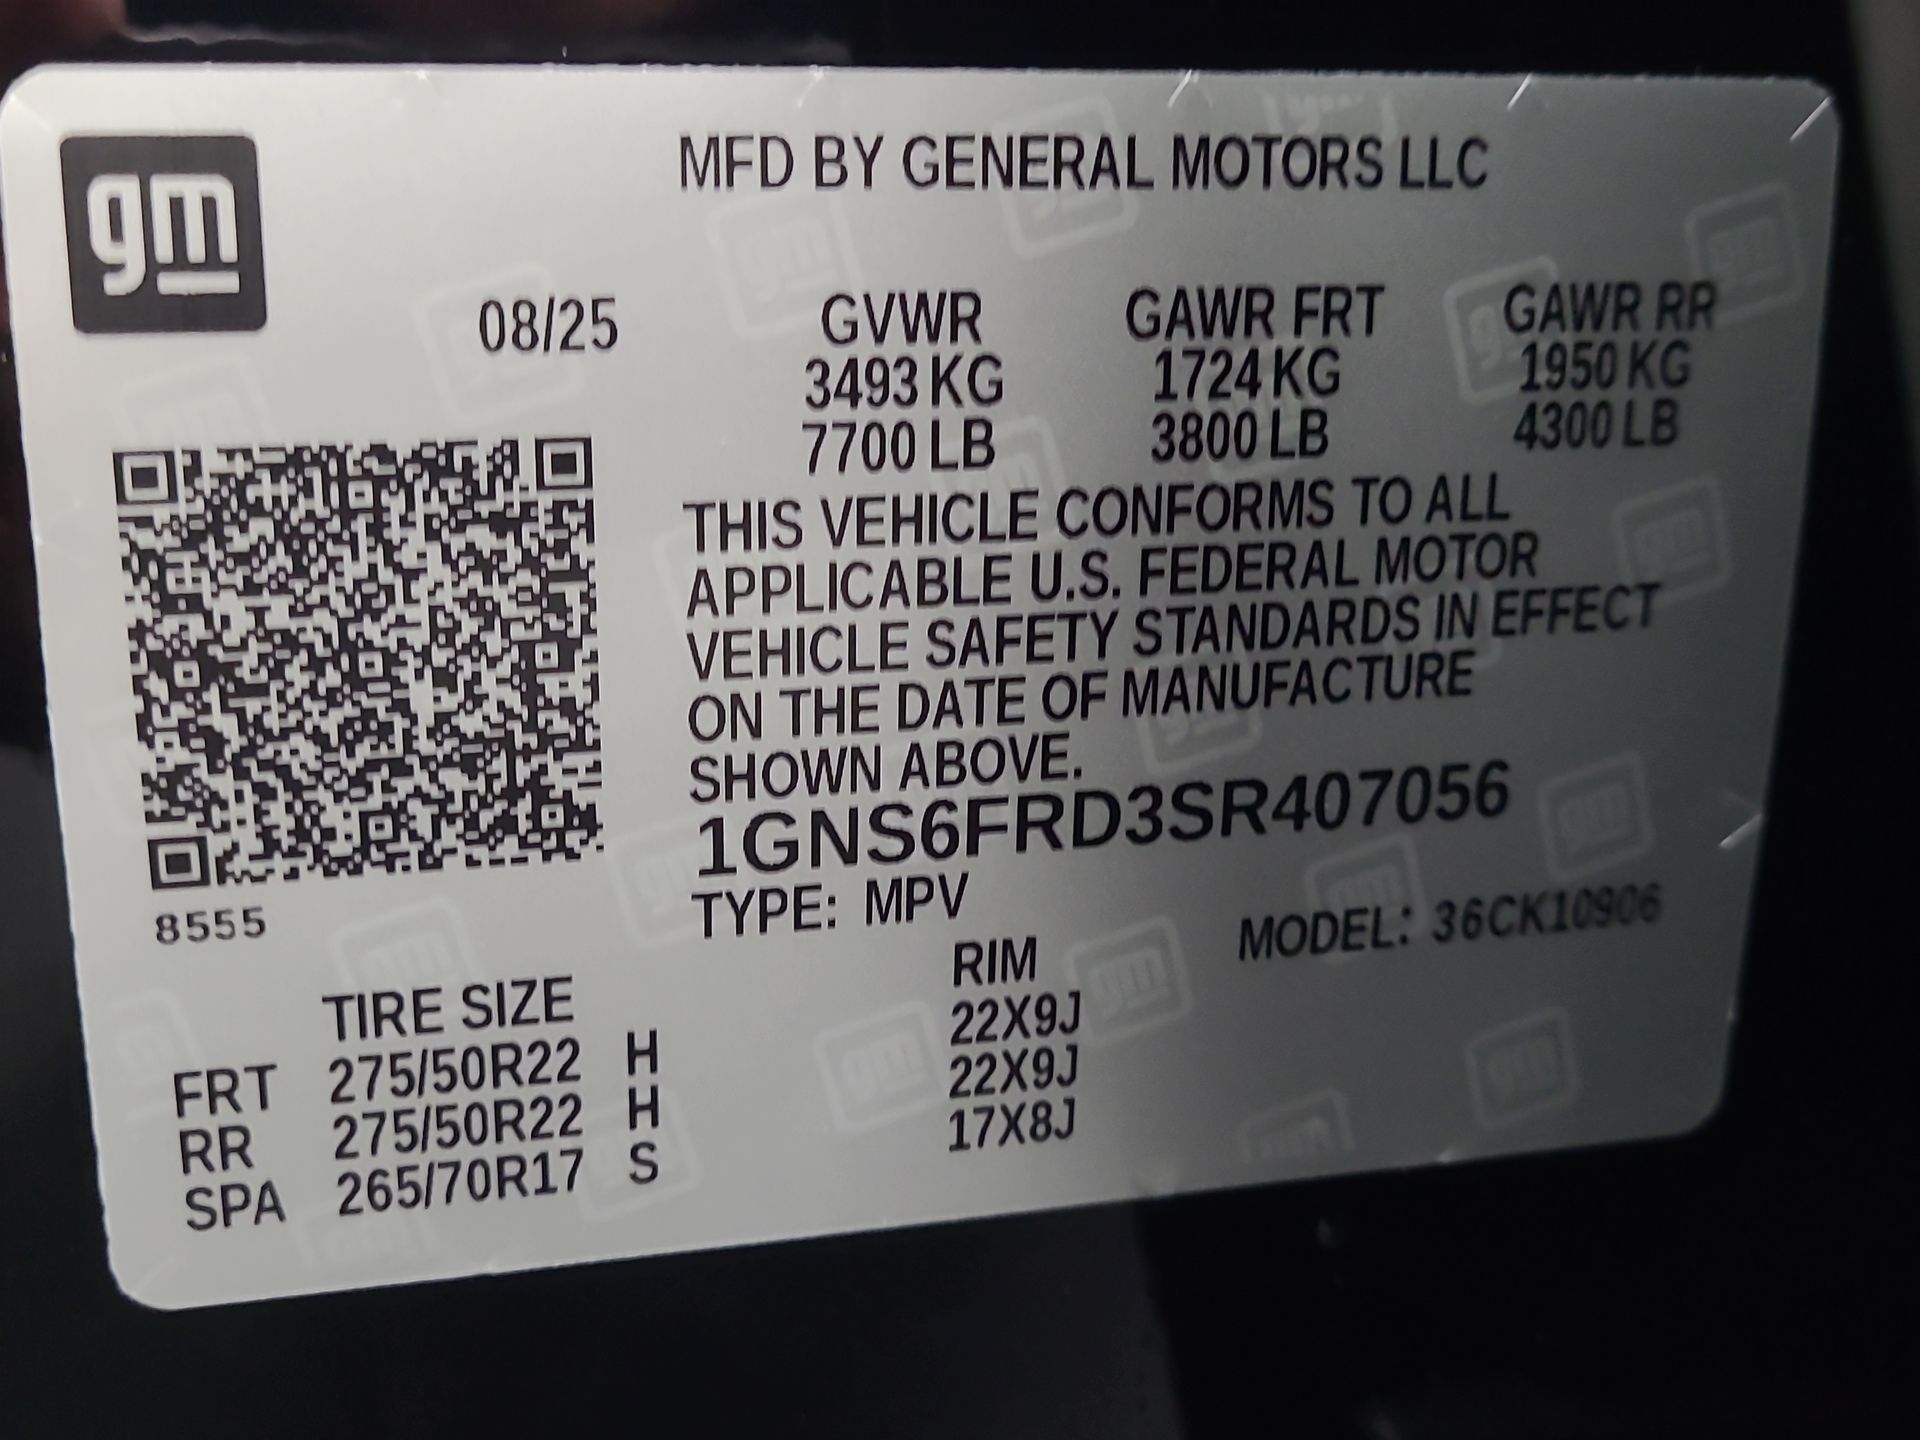 gm
MFD BY GENERAL MOTORS LLC
08/25 GVWR GAWR FRT GAWR RR
3493 KG 1724 KG 1950 KG
7700 LB 3800 LB 4300 LB
THIS VEHICLE CONFORMS TO ALL
APPLICABLE U.S. FEDERAL MOTOR
VEHICLE SAFETY STANDARDS IN EFFECT
ON THE DATE OF MANUFACTURE
SHOWN ABOVE.
1GNS6FRD3SR407056
TYPE: MPV MODEL: 36CK10906
8555
TIRE SIZE RIM
FRT 275/50R22 H 22X9J
RR 275/50R22 H 22X9J
SPA 265/70R17 S 17X8J